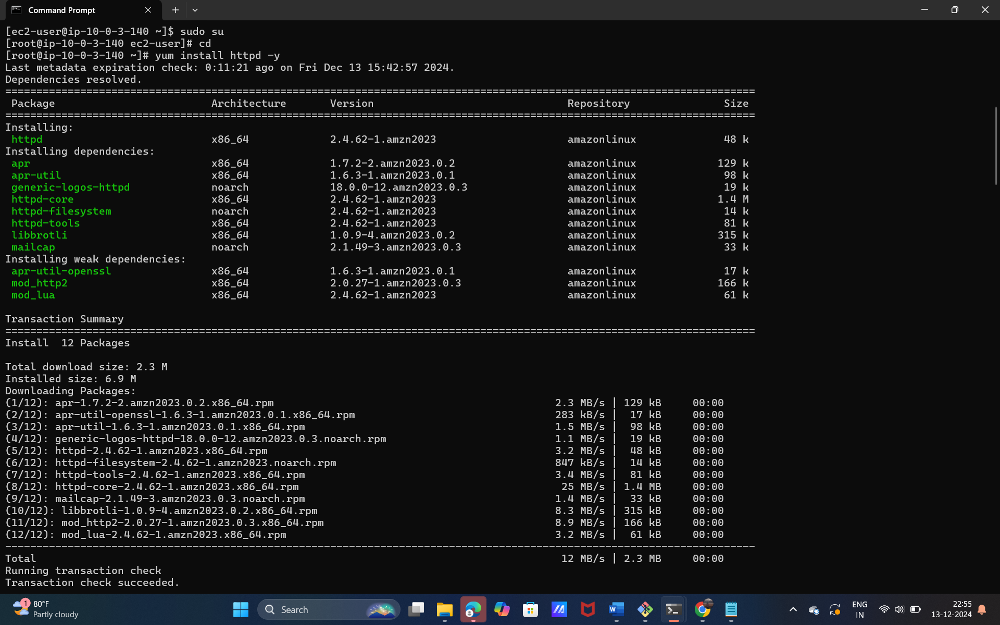 Command Prompt
[ec2-user@ip-10-0-3-140 ~]$ sudo su
[root@ip-10-0-3-140 ec2-user]# cd
[root@ip-10-0-3-140 ~]# yum install httpd -y
Last metadata expiration check: 0:11:21 ago on Fri Dec 13 15:42:57 2024.
Dependencies resolved.
Package Architecture Version Repository Size
Installing:
httpd x86_64 2.4.62-1.amzn2023 amazonlinux 48 k
Installing dependencies:
apr x86_64 1.7.2-2.amzn2023.0.2 amazonlinux 129 k
apr-util x86_64 1.6.3-1.amzn2023.0.1 amazonlinux 98 k
generic-logos-httpd noarch 18.0.0-12.amzn2023.0.3 amazonlinux 19 k
httpd-core x86_64 2.4.62-1.amzn2023 amazonlinux 1.4 M
httpd-filesystem noarch 2.4.62-1.amzn2023 amazonlinux 14 k
httpd-tools x86_64 2.4.62-1.amzn2023 amazonlinux 81 k
libbrotli x86_64 1.0.9-4.amzn2023.0.2 amazonlinux 315 k
mailcap noarch 2.1.49-3.amzn2023.0.3 amazonlinux 33 k
Installing weak dependencies:
apr-util-openssl x86_64 1.6.3-1.amzn2023.0.1 amazonlinux 17 k
mod_http2 x86_64 2.0.27-1.amzn2023.0.3 amazonlinux 166 k
mod_lua x86_64 2.4.62-1.amzn2023 amazonlinux 61 k
Transaction Summary
Install 12 Packages
Total download size: 2.3 M
Installed size: 6.9 M
Downloading Packages:
(1/12): apr-1.7.2-2.amzn2023.0.2.x86_64.rpm 2.3 MB/s | 129 kB 00:00
(2/12): apr-util-openssl-1.6.3-1.amzn2023.0.1.x86_64.rpm 283 kB/s | 17 kB 00:00
(3/12): apr-util-1.6.3-1.amzn2023.0.1.x86_64.rpm 1.5 MB/s | 98 kB 00:00
(4/12): generic-logos-httpd-18.0.0-12.amzn2023.0.3.noarch.rpm 1.1 MB/s | 19 kB 00:00
(5/12): httpd-2.4.62-1.amzn2023.x86_64.rpm 3.2 MB/s | 48 kB 00:00
(6/12): httpd-filesystem-2.4.62-1.amzn2023.noarch.rpm 847 kB/s | 14 kB 00:00
(7/12): httpd-tools-2.4.62-1.amzn2023.x86_64.rpm 3.4 MB/s | 81 kB 00:00
(8/12): httpd-core-2.4.62-1.amzn2023.x86_64.rpm 25 MB/s | 1.4 MB 00:00
(9/12): mailcap-2.1.49-3.amzn2023.0.3.noarch.rpm 1.4 MB/s | 33 kB 00:00
(10/12): libbrotli-1.0.9-4.amzn2023.0.2.x86_64.rpm 8.3 MB/s | 315 kB 00:00
(11/12): mod_http2-2.0.27-1.amzn2023.0.3.x86_64.rpm 8.9 MB/s | 166 kB 00:00
(12/12): mod_lua-2.4.62-1.amzn2023.x86_64.rpm 3.2 MB/s | 61 kB 00:00
Total 12 MB/s | 2.3 MB 00:00
Running transaction check
Transaction check succeeded.
1
80°F
Partly cloudy
Search
W
ENG
IN
22:55
13-12-2024